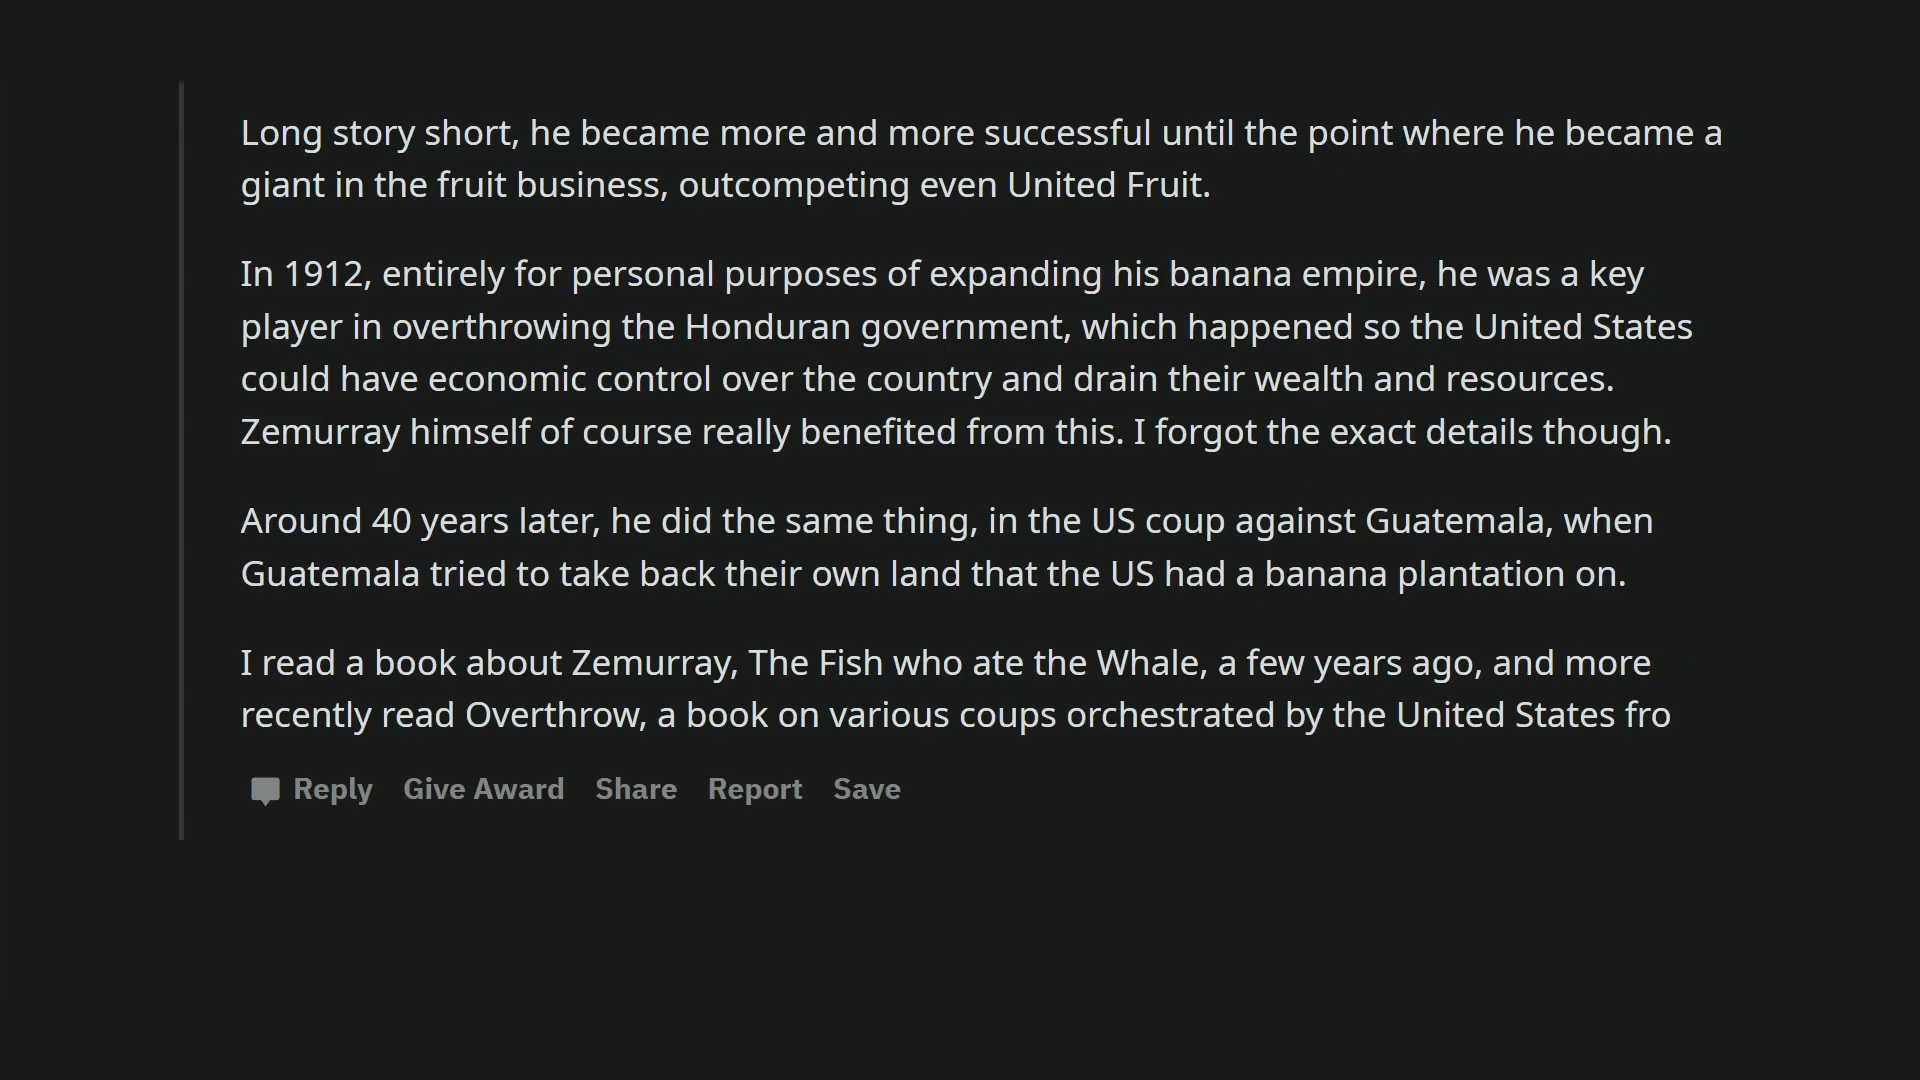 Long story short, he became more and more successful until the point where he became a
giant in the fruit business, outcompeting even United Fruit.
In 1912, entirely for personal purposes of expanding his banana empire, he was a key
player in overthrowing the Honduran government, which happened so the United States
could have economic control over the country and drain their wealth and resources.
Zemurray himself of course really benefited from this. I forgot the exact details though.
Around 40 years later, he did the same thing, in the US coup against Guatemala, when
Guatemala tried to take back their own land that the US had a banana plantation on.
I read a book about Zemurray, The Fish who ate the Whale, a few years ago, and more
recently read Overthrow, a book on various coups orchestrated by the United States fro
Reply Give Award Share Report Save